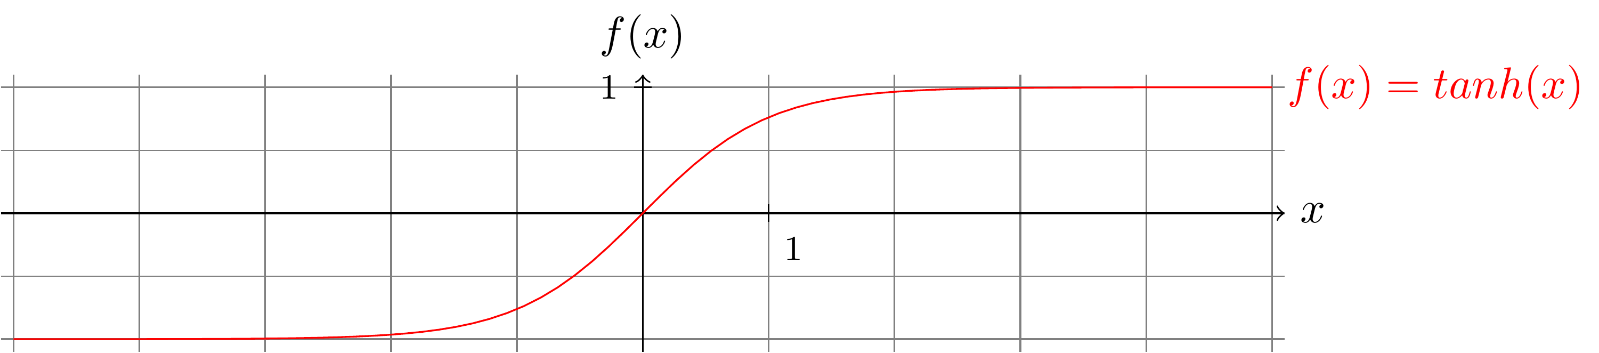 f(x)
1
f(x) = tanh(x)
x
1